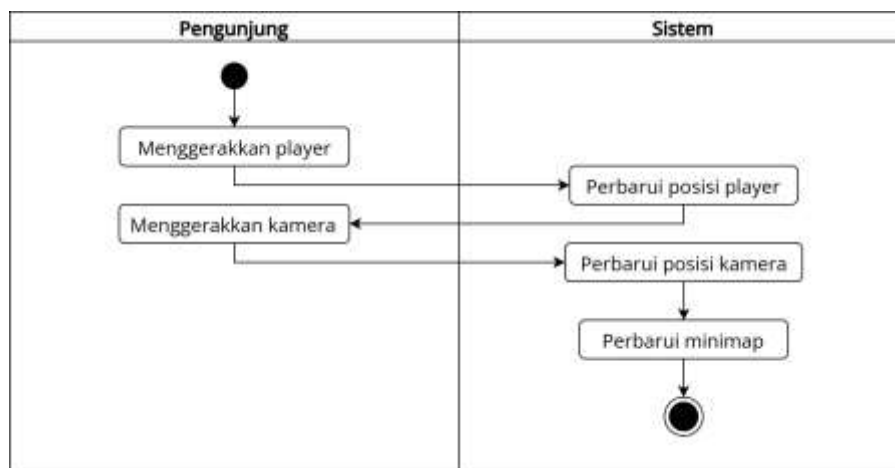 Pengunjung
Sistem
Menggerakkan player
Perbarui posisi player
Menggerakkan kamera
Perbarui posisi kamera
Perbarui minimap